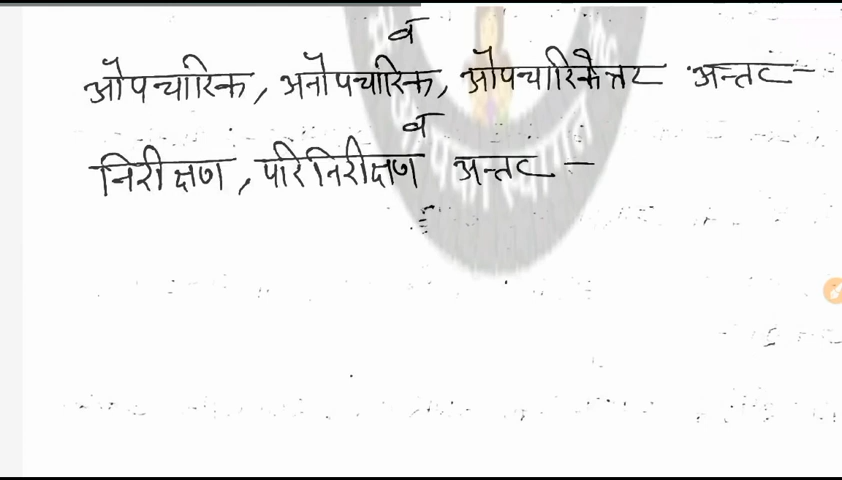 व
औपचारिक, अनौपचारिक, औपचारिकेत्तर अन्तर-
व
निरीक्षण, परिनिरीक्षण अन्तर -